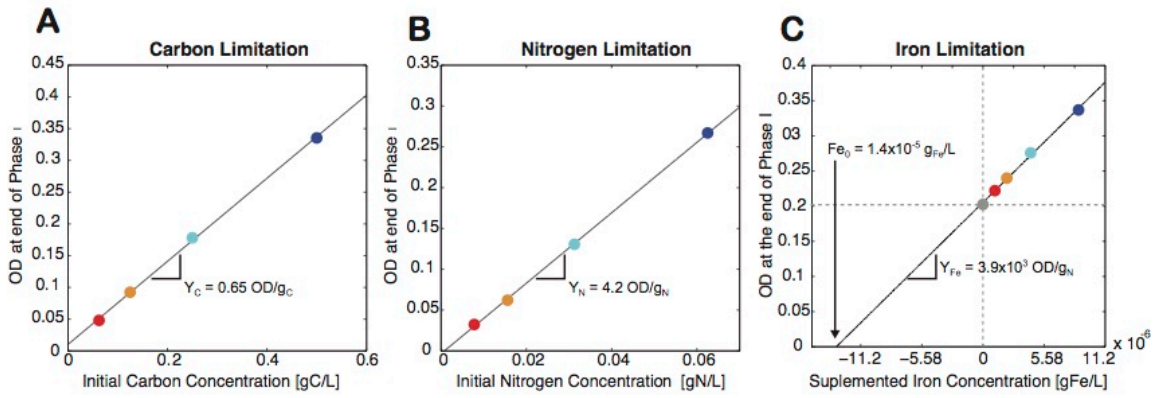 A
Carbon Limitation
OD at end of Phase I
0.45
0.4
0.35
0.3
0.25
0.2
0.15
0.1
0.05
0
Y_C = 0.65 OD/g_C
0 0.2 0.4 0.6
Initial Carbon Concentration [gC/L]
B
Nitrogen Limitation
OD at end of Phase I
0.35
0.3
0.25
0.2
0.15
0.1
0.05
0
Y_N = 4.2 OD/g_N
0 0.02 0.04 0.06
Initial Nitrogen Concentration [gN/L]
C
Iron Limitation
OD at the end of Phase I
0.4
0.35
03
0.25
0.2
0.15
0.1
0.05
0
Fe_0 = 1.4x10^-5 g_Fe/L
Y_Fe = 3.9x10^3 OD/g_N
-11.2 -5.58 0 5.58 11.2 x 10^-6
Suplemented Iron Concentration [gFe/L]